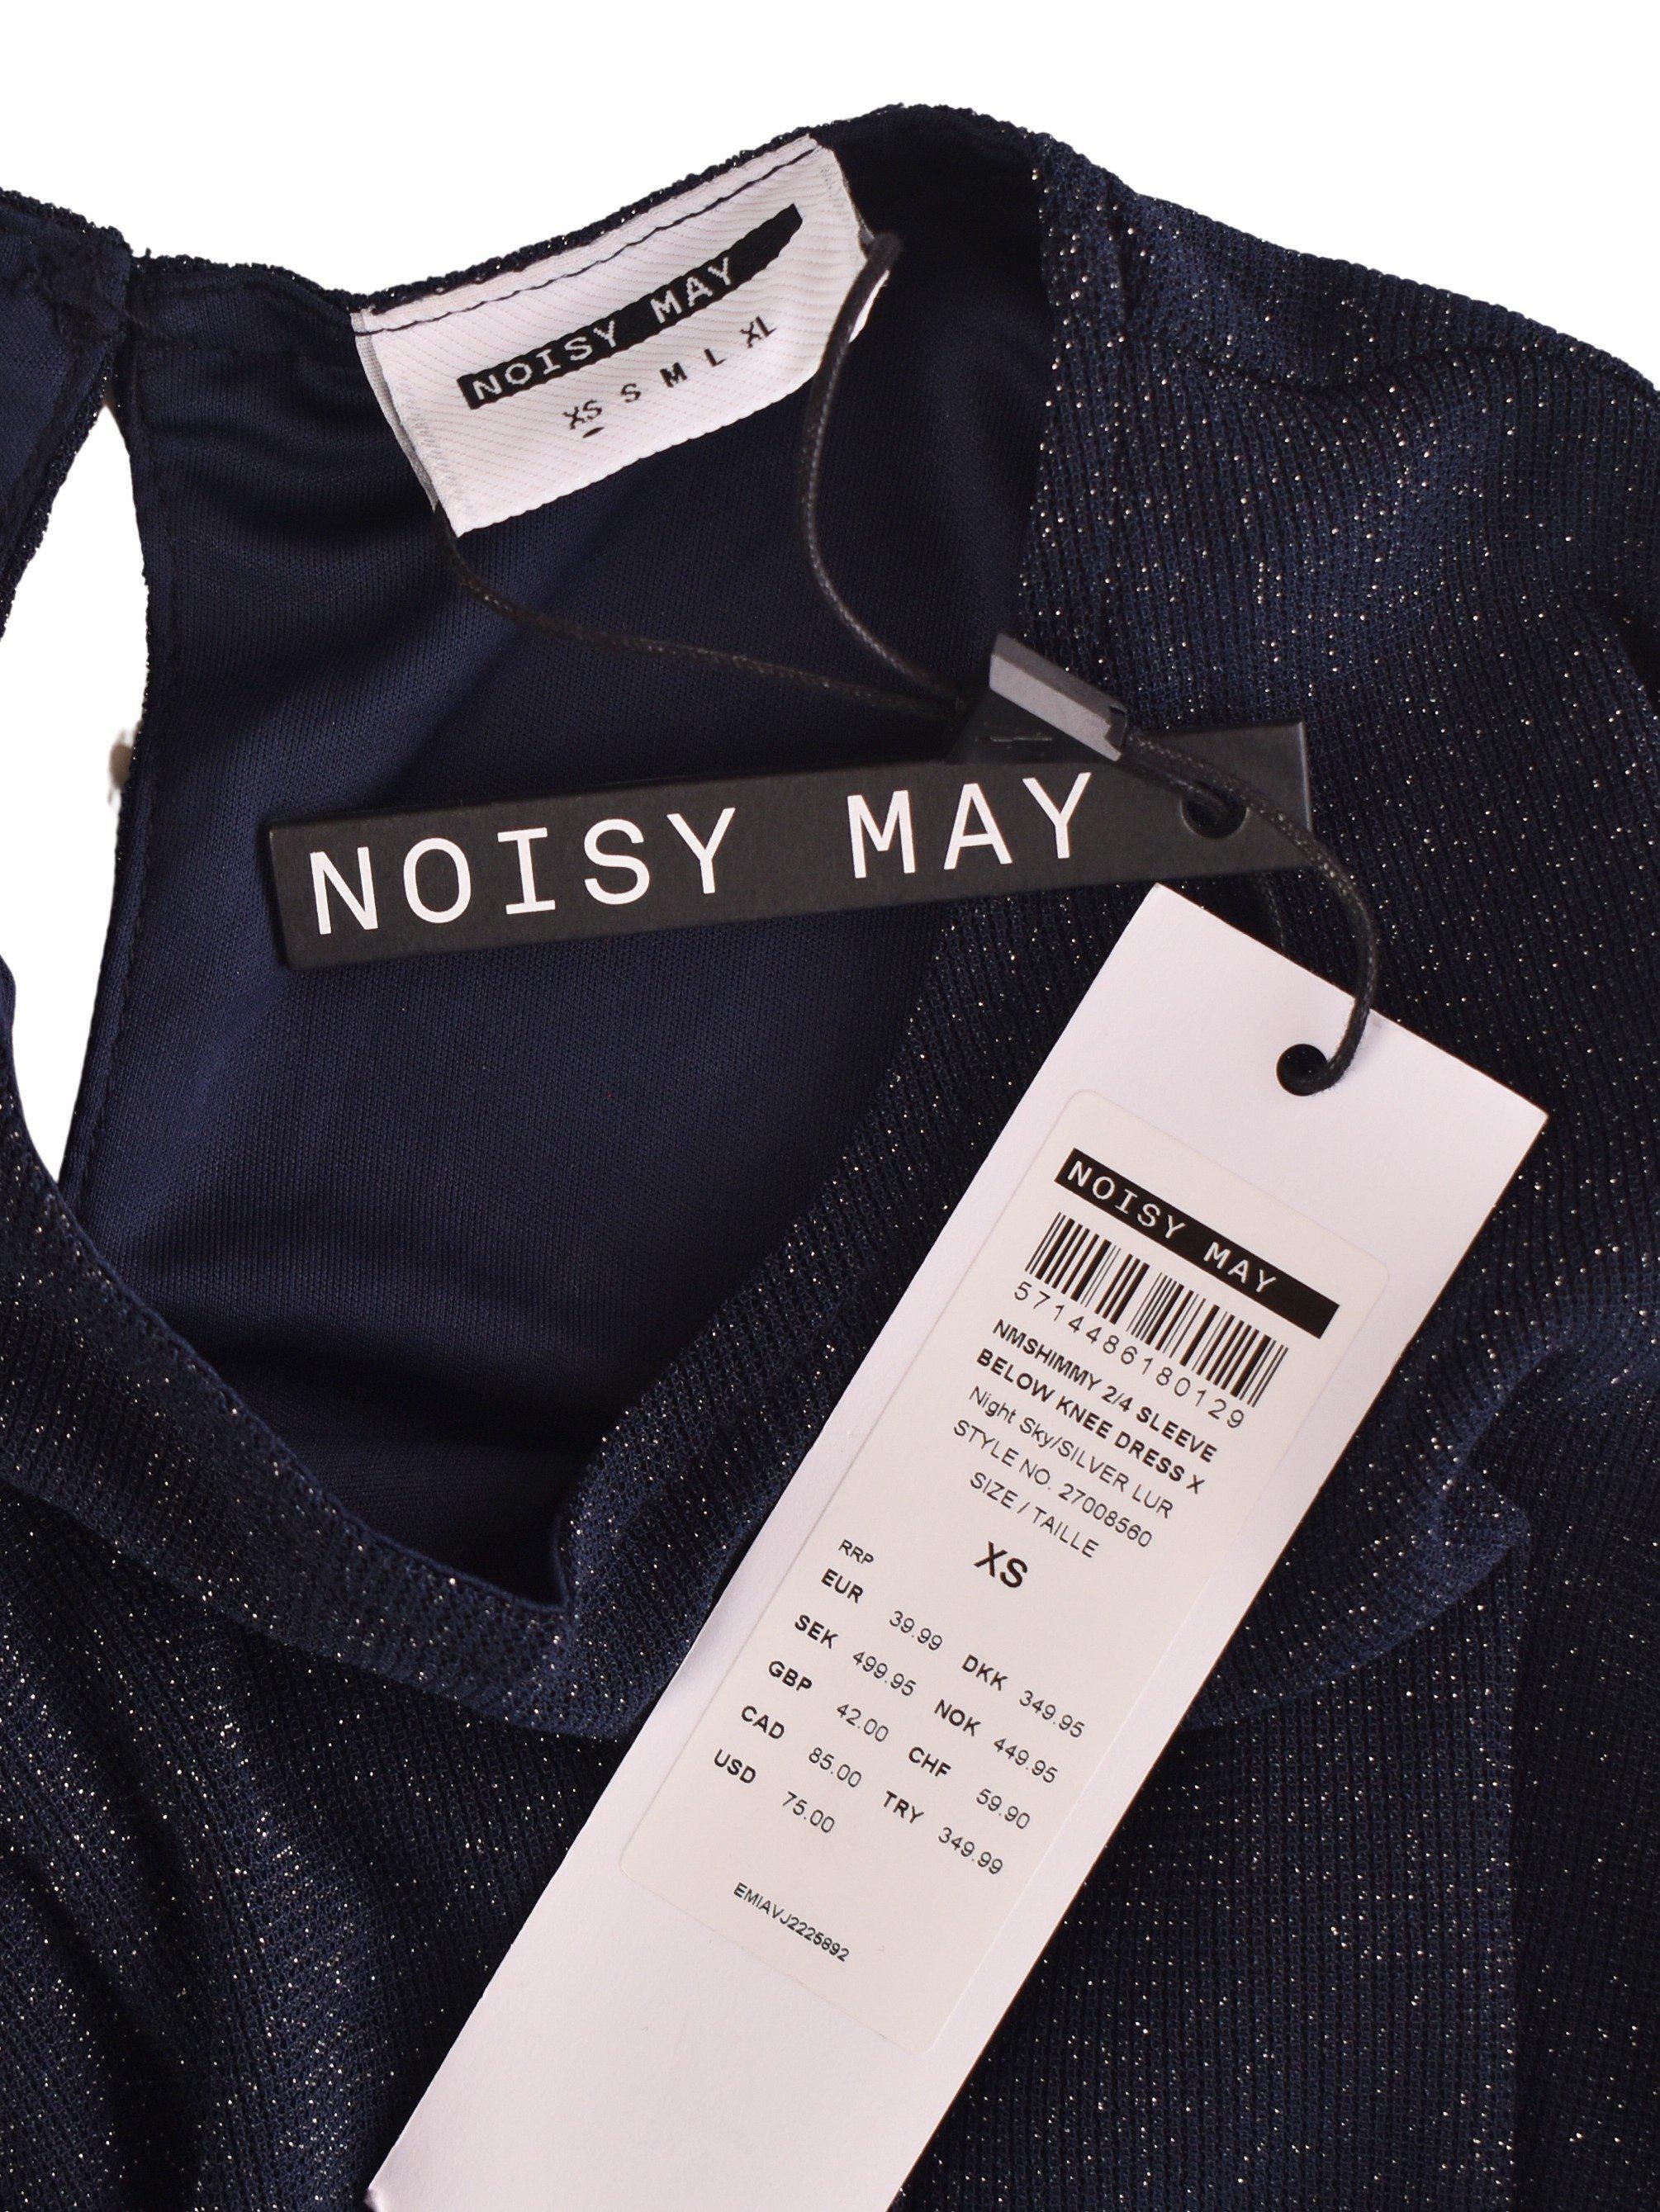 NOISY MAY
XS S M L XL
NOISY MAY
NOISY MAY
5714486180129
NMSHIMMY 2/4 SLEEVE
BELOW KNEE DRESS X
Night Sky/SILVER LUR
STYLE NO. 27008560
SIZE / TAILLE
XS
RRP
EUR 39.99 DKK 349.95
SEK 499.95 NOK 449.95
GBP 42.00 CHF 59.90
CAD 85.00 TRY 349.99
USD 75.00
EMIAVJ2225892